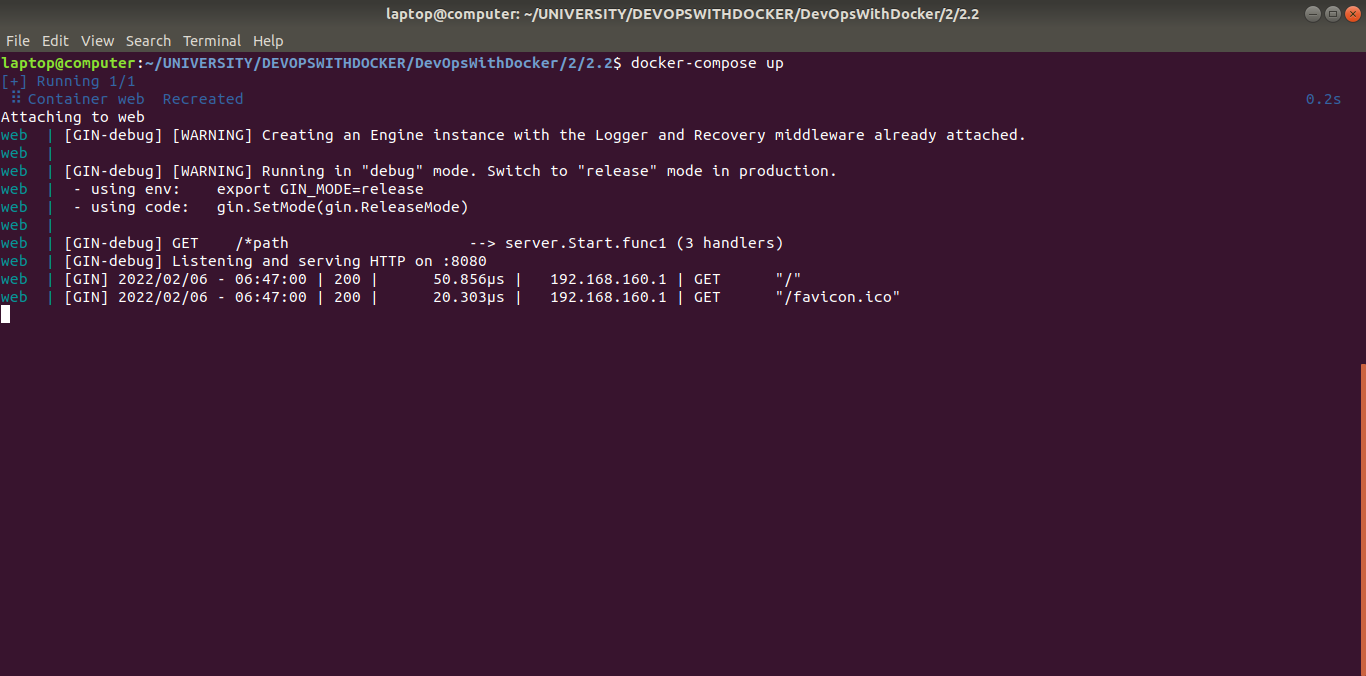 laptop@computer: ~/UNIVERSITY/DEVOPSWITHDOCKER/DevOpsWithDocker/2/2.2
File Edit View Search Terminal Help
laptop@computer:~/UNIVERSITY/DEVOPSWITHDOCKER/DevOpsWithDocker/2/2.2$ docker-compose up
[+] Running 1/1
 ⠿ Container web  Recreated 0.2s
Attaching to web
web  | [GIN-debug] [WARNING] Creating an Engine instance with the Logger and Recovery middleware already attached.
web  |
web  | [GIN-debug] [WARNING] Running in "debug" mode. Switch to "release" mode in production.
web  |  - using env:    export GIN_MODE=release
web  |  - using code:   gin.SetMode(gin.ReleaseMode)
web  |
web  | [GIN-debug] GET    /*path                    --> server.Start.func1 (3 handlers)
web  | [GIN-debug] Listening and serving HTTP on :8080
web  | [GIN] 2022/02/06 - 06:47:00 | 200 |      50.856µs |   192.168.160.1 | GET      "/"
web  | [GIN] 2022/02/06 - 06:47:00 | 200 |      20.303µs |   192.168.160.1 | GET      "/favicon.ico"